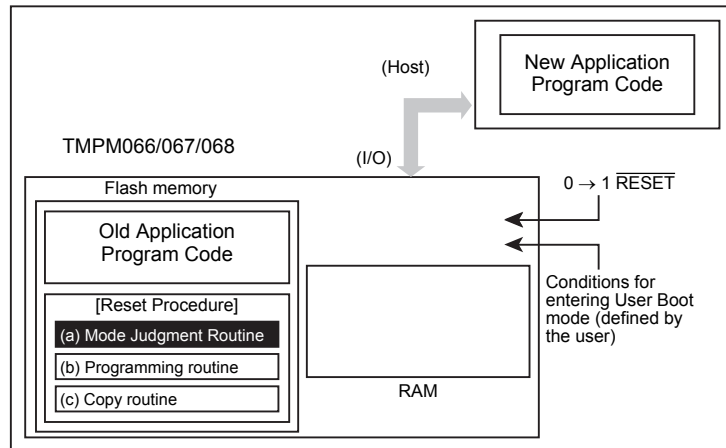 New Application
Program Code
(Host)
TMPM066/067/068
(I/O)
0 → 1 RESET
Flash memory
Old Application
Program Code
[Reset Procedure]
(a) Mode Judgment Routine
(b) Programming routine
(c) Copy routine
RAM
Conditions for
entering User Boot
mode (defined by
the user)